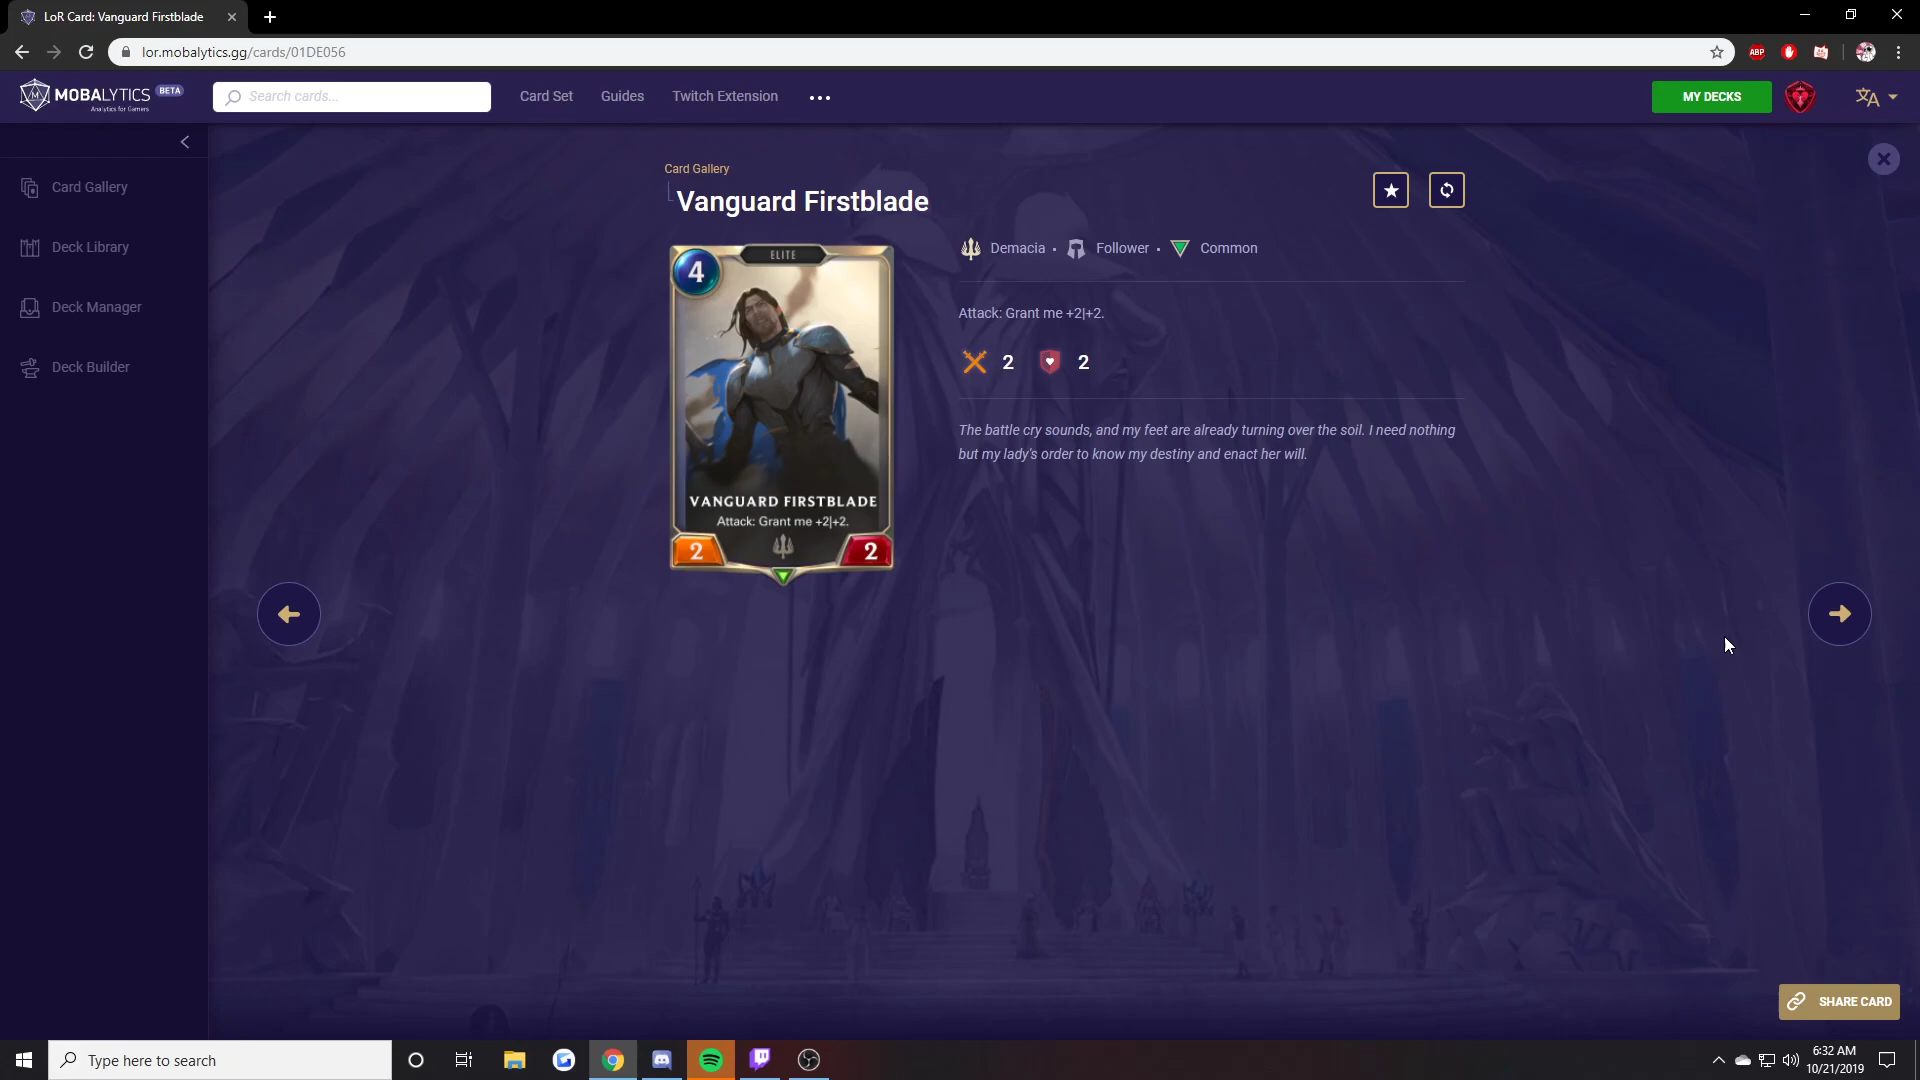 LoR Card: Vanguard Firstblade
lor.mobalytics.gg/cards/01DE056
ABP
MOBALYTICS BETA
Analytics for Gamers
Search cards...
Card Set
Guides
Twitch Extension
MY DECKS
Card Gallery
Deck Library
Deck Manager
Deck Builder
Card Gallery
Vanguard Firstblade
4
ELITE
VANGUARD FIRSTBLADE
Attack: Grant me +2|+2.
2
2
Demacia • Follower • Common
Attack: Grant me +2|+2.
2 2
The battle cry sounds, and my feet are already turning over the soil. I need nothing
but my lady's order to know my destiny and enact her will.
SHARE CARD
Type here to search
6:32 AM
10/21/2019